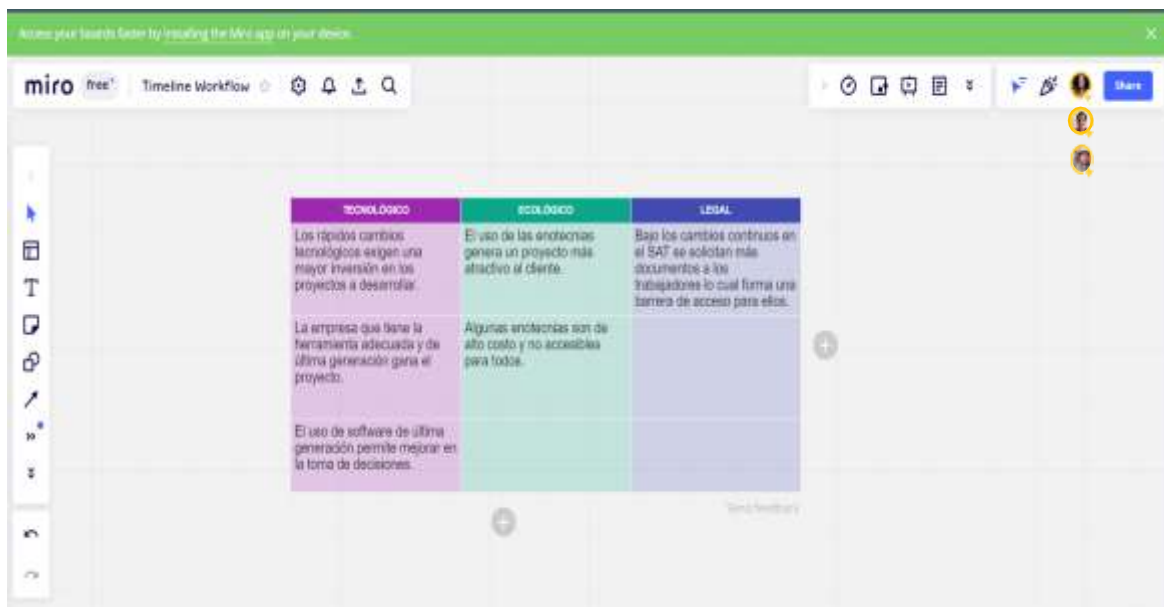 Access your boards faster by installing the Miro app on your device.
miro free Timeline Workflow
Share
TECNOLÓGICO
Los rápidos cambios
tecnológicos exigen una
mayor inversión en los
proyectos a desarrollar.
La empresa que tiene la
herramienta adecuada y de
última generación gana el
proyecto.
El uso de software de última
generación permite mejorar en
la toma de decisiones.
ECOLÓGICO
El uso de las
genera un proyecto más
atractivo al cliente.
Algunas son de
alto costo y no accesibles
para todos.
LEGAL
Bajo los cambios continuos en
el SAT se solicitan más
documentos a los
trabajadores lo cual forma una
barrera de acceso para ellos.
Send feedback